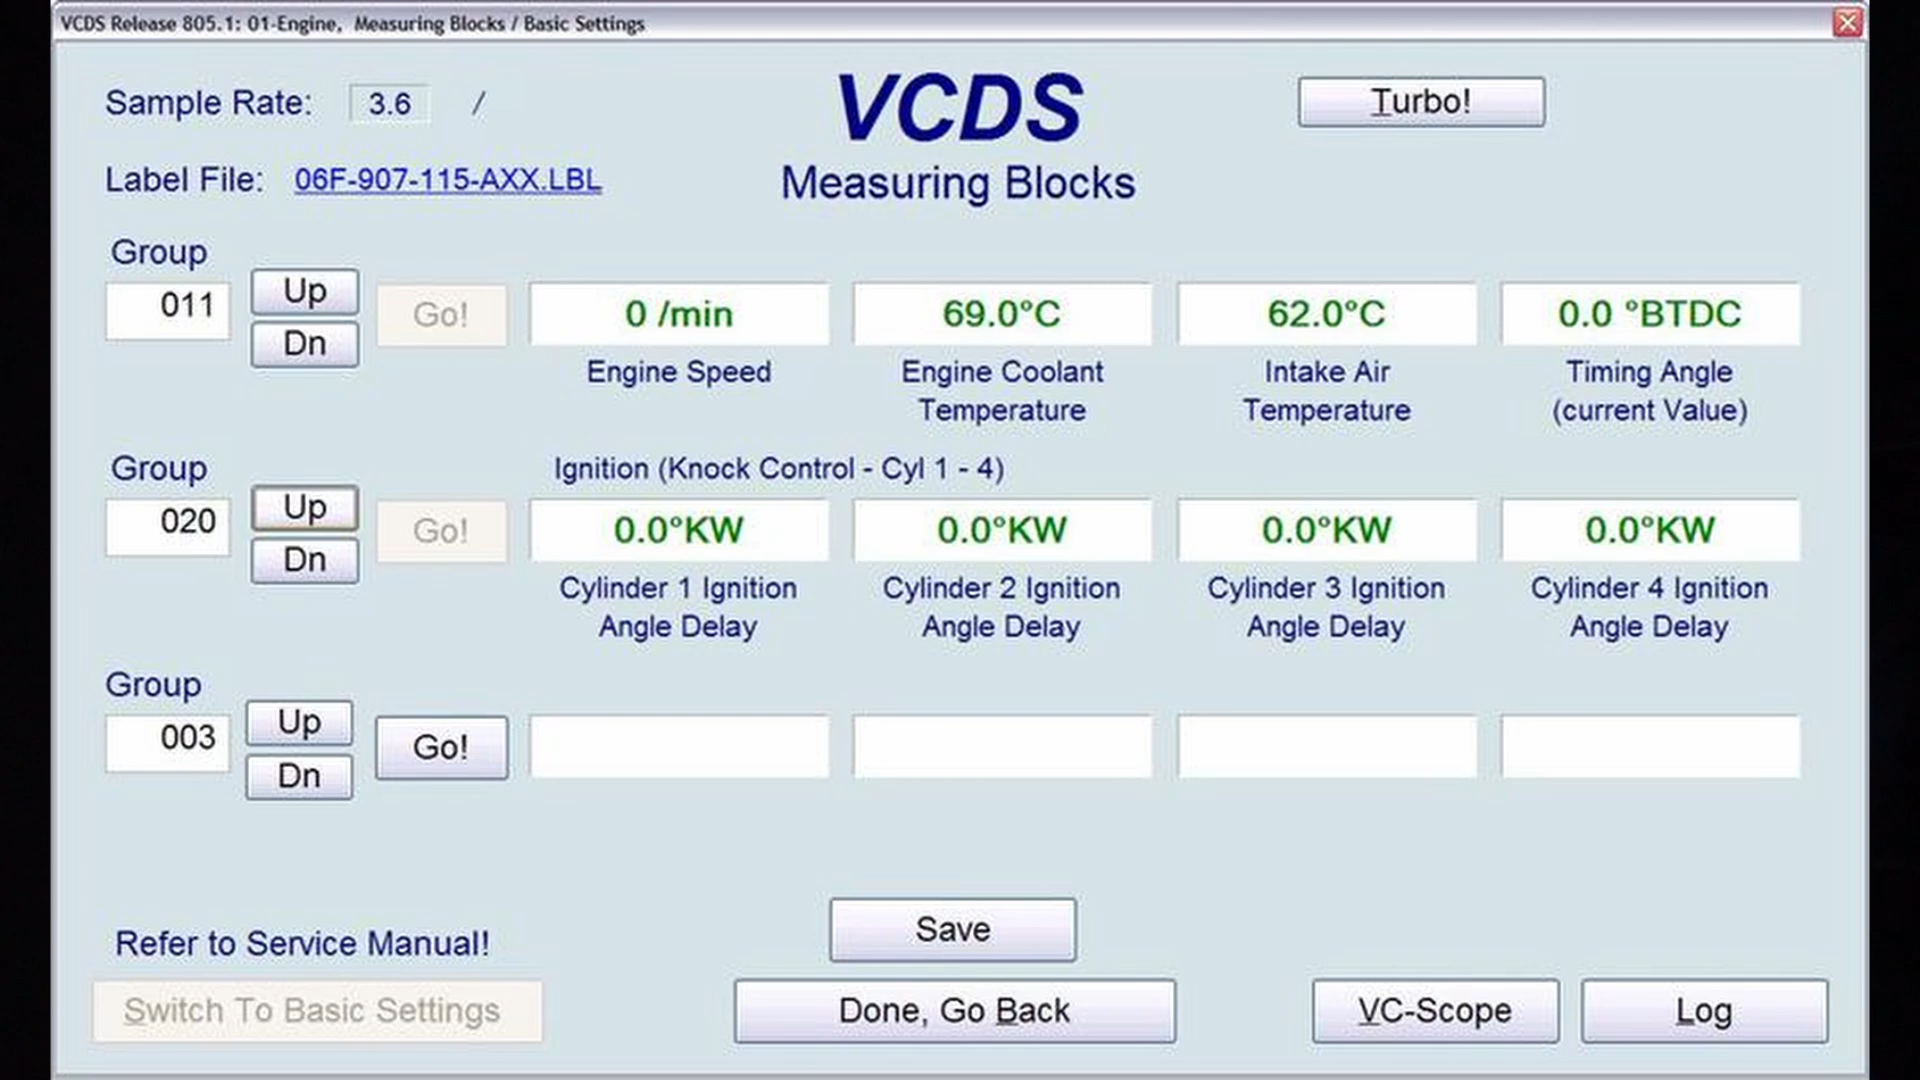 VCDS Release 805.1: 01-Engine, Measuring Blocks / Basic Settings
Sample Rate: 3.6 /
VCDS
Turbo!
Label File: 06F-907-115-AXX.LBL
Measuring Blocks
Group
011
Up
Dn
Go!
0 /min
69.0°C
62.0°C
0.0 °BTDC
Engine Speed
Engine Coolant
Temperature
Intake Air
Temperature
Timing Angle
(current Value)
Group
Ignition (Knock Control - Cyl 1 - 4)
020
Up
Dn
Go!
0.0°KW
0.0°KW
0.0°KW
0.0°KW
Cylinder 1 Ignition
Angle Delay
Cylinder 2 Ignition
Angle Delay
Cylinder 3 Ignition
Angle Delay
Cylinder 4 Ignition
Angle Delay
Group
003
Up
Dn
Go!
Refer to Service Manual!
Save
Switch To Basic Settings
Done, Go Back
VC-Scope
Log